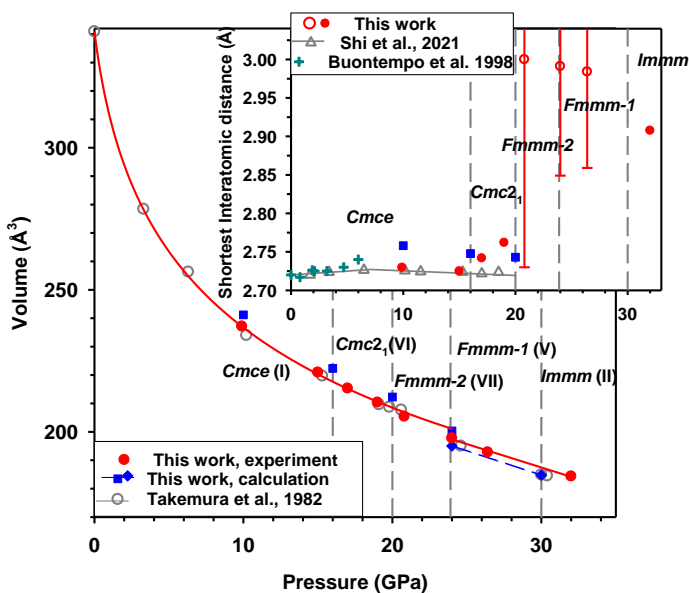 This work
Shi et al., 2021
Buontempo et al. 1998
Shortest Interatomic distance (Å)
3.00
2.95
2.90
2.85
2.80
2.75
2.70
0
10
20
30
Cmce
Cmc2₁
Fmmm-2
Fmmm-1
Immm
Volume (Å³)
300
250
200
Cmce (I)
Cmc2₁(VI)
Fmmm-2 (VII)
Fmmm-1 (V)
Immm (II)
This work, experiment
This work, calculation
Takemura et al., 1982
0
10
20
30
Pressure (GPa)